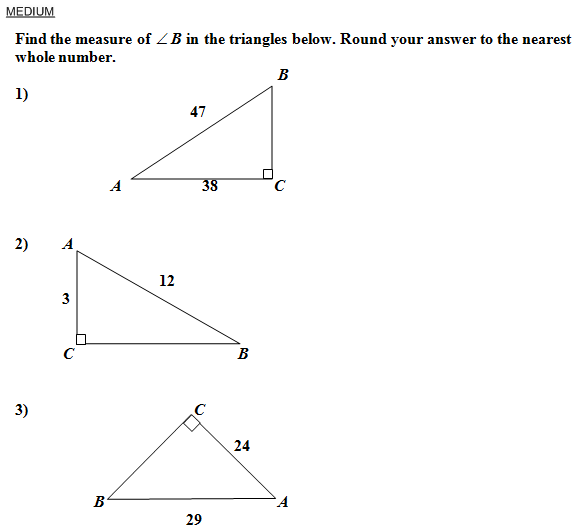 MEDIUM
Find the measure of ∠B in the triangles below. Round your answer to the nearest
whole number.
B
1)
47
A
38
C
2)
A
12
3
C
B
3)
C
24
B
A
29